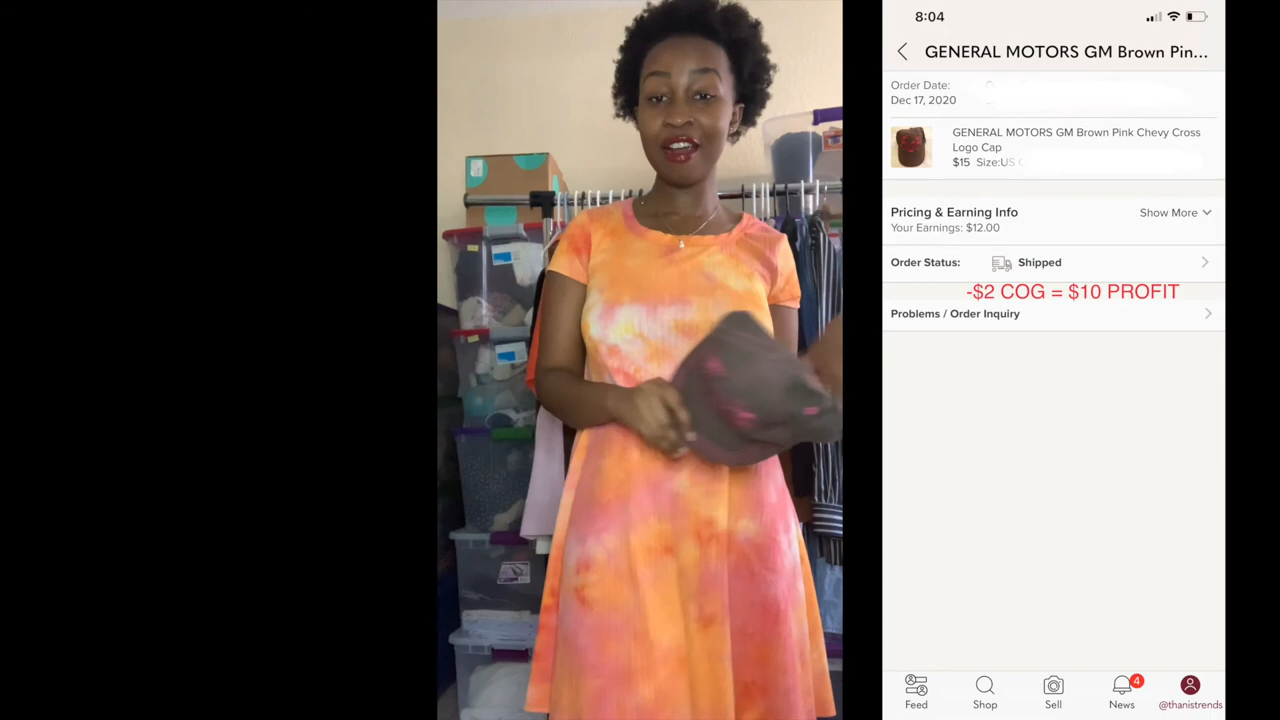 8:04
GENERAL MOTORS GM Brown Pin...
Order Date:
Dec 17, 2020
GENERAL MOTORS GM Brown Pink Chevy Cross
Logo Cap
$15 Size:US
Pricing & Earning Info
Show More
Your Earnings: $12.00
Order Status:
Shipped
-$2 COG = $10 PROFIT
Problems / Order Inquiry
Feed
Shop
Sell
4
News
@thanistrends